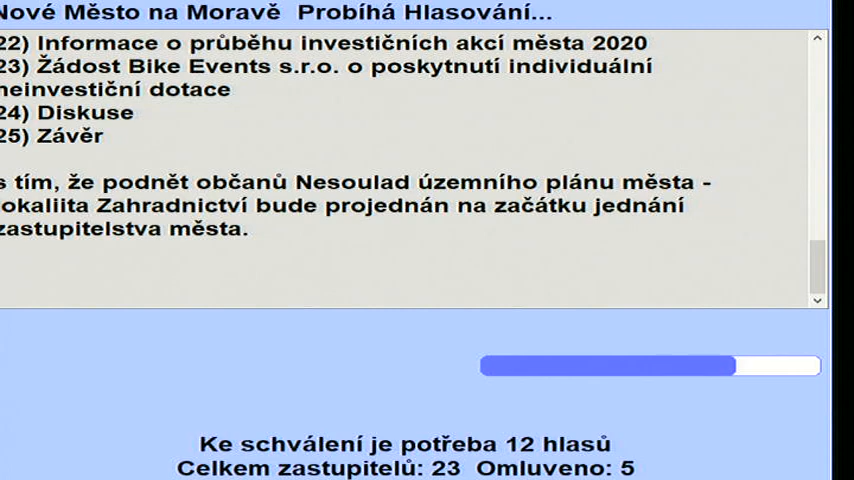 Nové Město na Moravě Probíhá Hlasování...
22) Informace o průběhu investičních akcí města 2020
23) Žádost Bike Events s.r.o. o poskytnutí individuální
neinvestiční dotace
24) Diskuse
25) Závěr
s tím, že podnět občanů Nesoulad územního plánu města -
lokaliita Zahradnictví bude projednán na začátku jednání
zastupitelstva města.
Ke schválení je potřeba 12 hlasů
Celkem zastupitelů: 23 Omluveno: 5